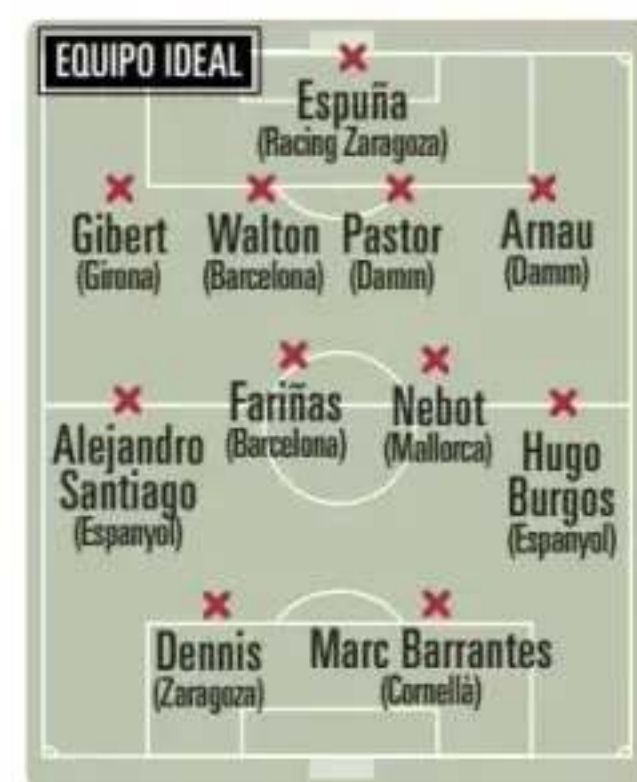 EQUIPO IDEAL
Espuña
(Racing Zaragoza)
Gibert
(Girona)
Walton
(Barcelona)
Pastor
(Damm)
Arnau
(Damm)
Alejandro
Santiago
(Espanyol)
Fariñas
(Barcelona)
Nebot
(Mallorca)
Hugo
Burgos
(Espanyol)
Dennis
(Zaragoza)
Marc Barrantes
(Cornellà)